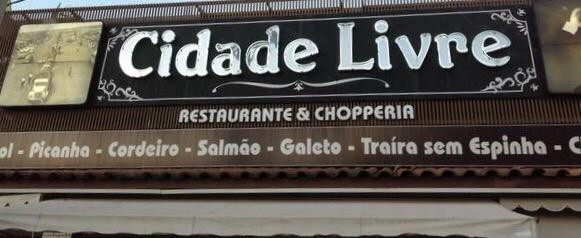 Cidade Livre
RESTAURANTE & CHOPPERIA
- Picanha - Cordeiro - Salmão - Galeto - Traíra sem Espinha -